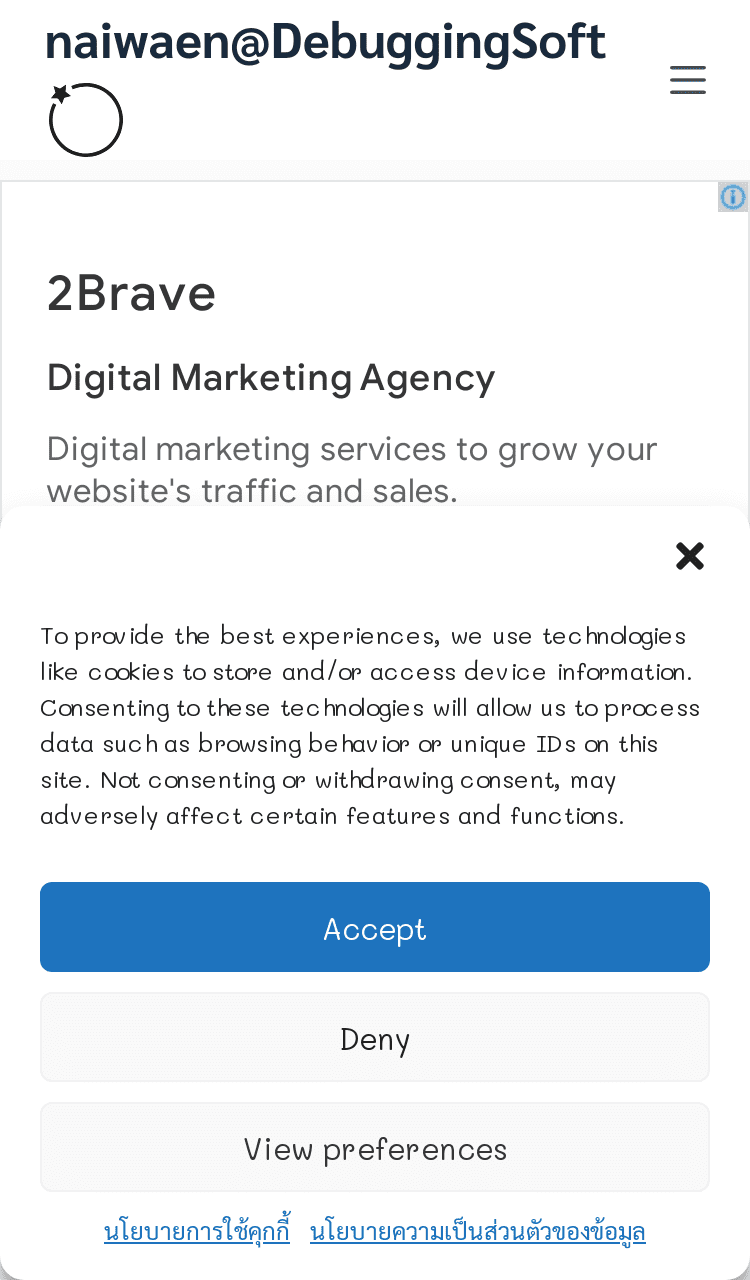 naiwaen@DebuggingSoft
2Brave
Digital Marketing Agency
Digital marketing services to grow your
website's traffic and sales.
To provide the best experiences, we use technologies
like cookies to store and/or access device information.
Consenting to these technologies will allow us to process
data such as browsing behavior or unique IDs on this
site. Not consenting or withdrawing consent, may
adversely affect certain features and functions.
Accept
Deny
View preferences
นโยบายการใช้คุกกี้ นโยบายความเป็นส่วนตัวของข้อมูล